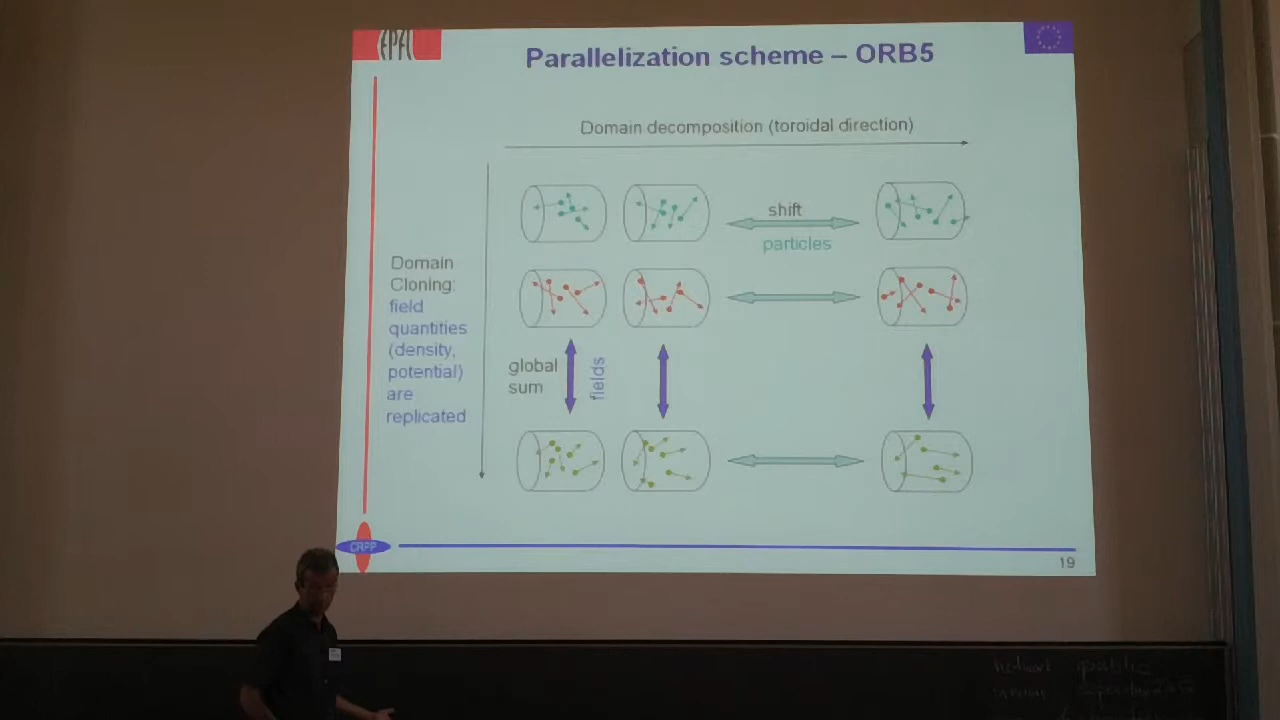 EPFL
Parallelization scheme – ORB5
Domain decomposition (toroidal direction)
shift
particles
Domain
Cloning:
field
quantities
(density,
potential)
are
replicated
global
sum
fields
CRPP
19
public